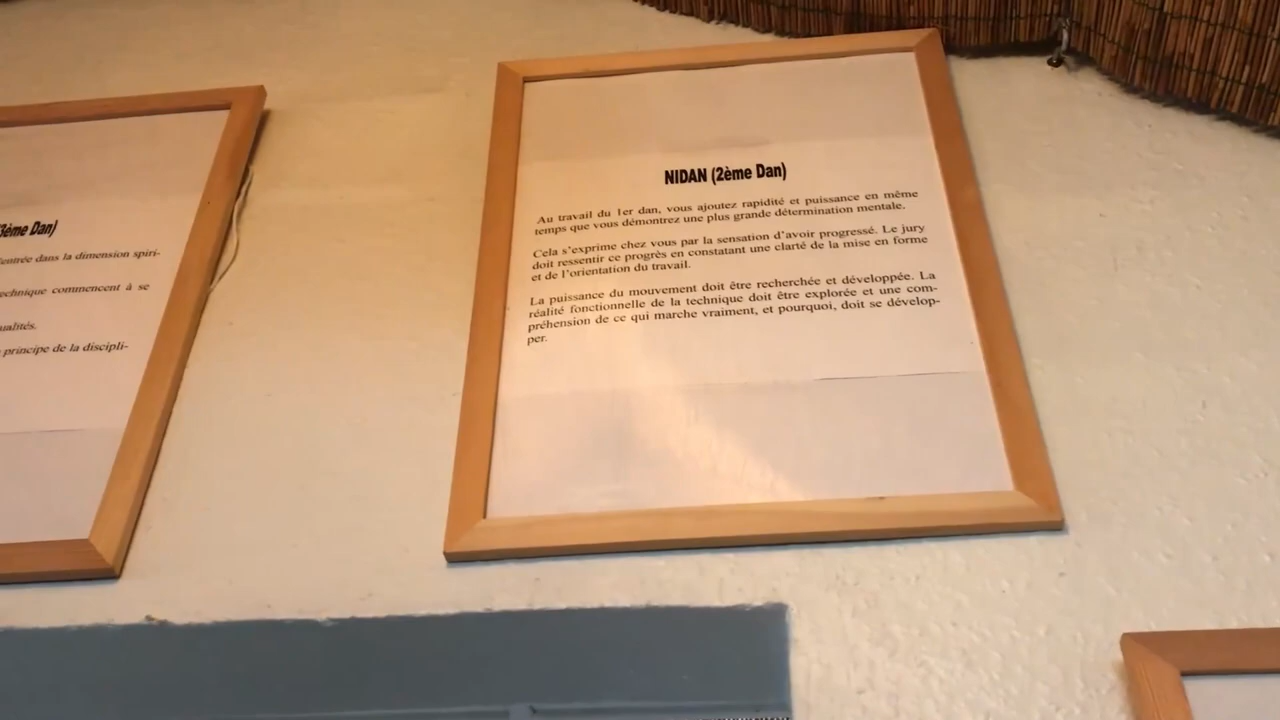 3ème Dan)
entrée dans la dimension spiri-
echnique commencent à se
ualités.
principe de la discipli-
NIDAN (2ème Dan)
Au travail du 1er dan, vous ajoutez rapidité et puissance en même
temps que vous démontrez une plus grande détermination mentale.
Cela s'exprime chez vous par la sensation d'avoir progressé. Le jury
doit ressentir ce progrès en constatant une clarté de la mise en forme
et de l'orientation du travail.
La puissance du mouvement doit être recherchée et développée. La
réalité fonctionnelle de la technique doit être explorée et une com-
préhension de ce qui marche vraiment, et pourquoi, doit se dévelop-
per.